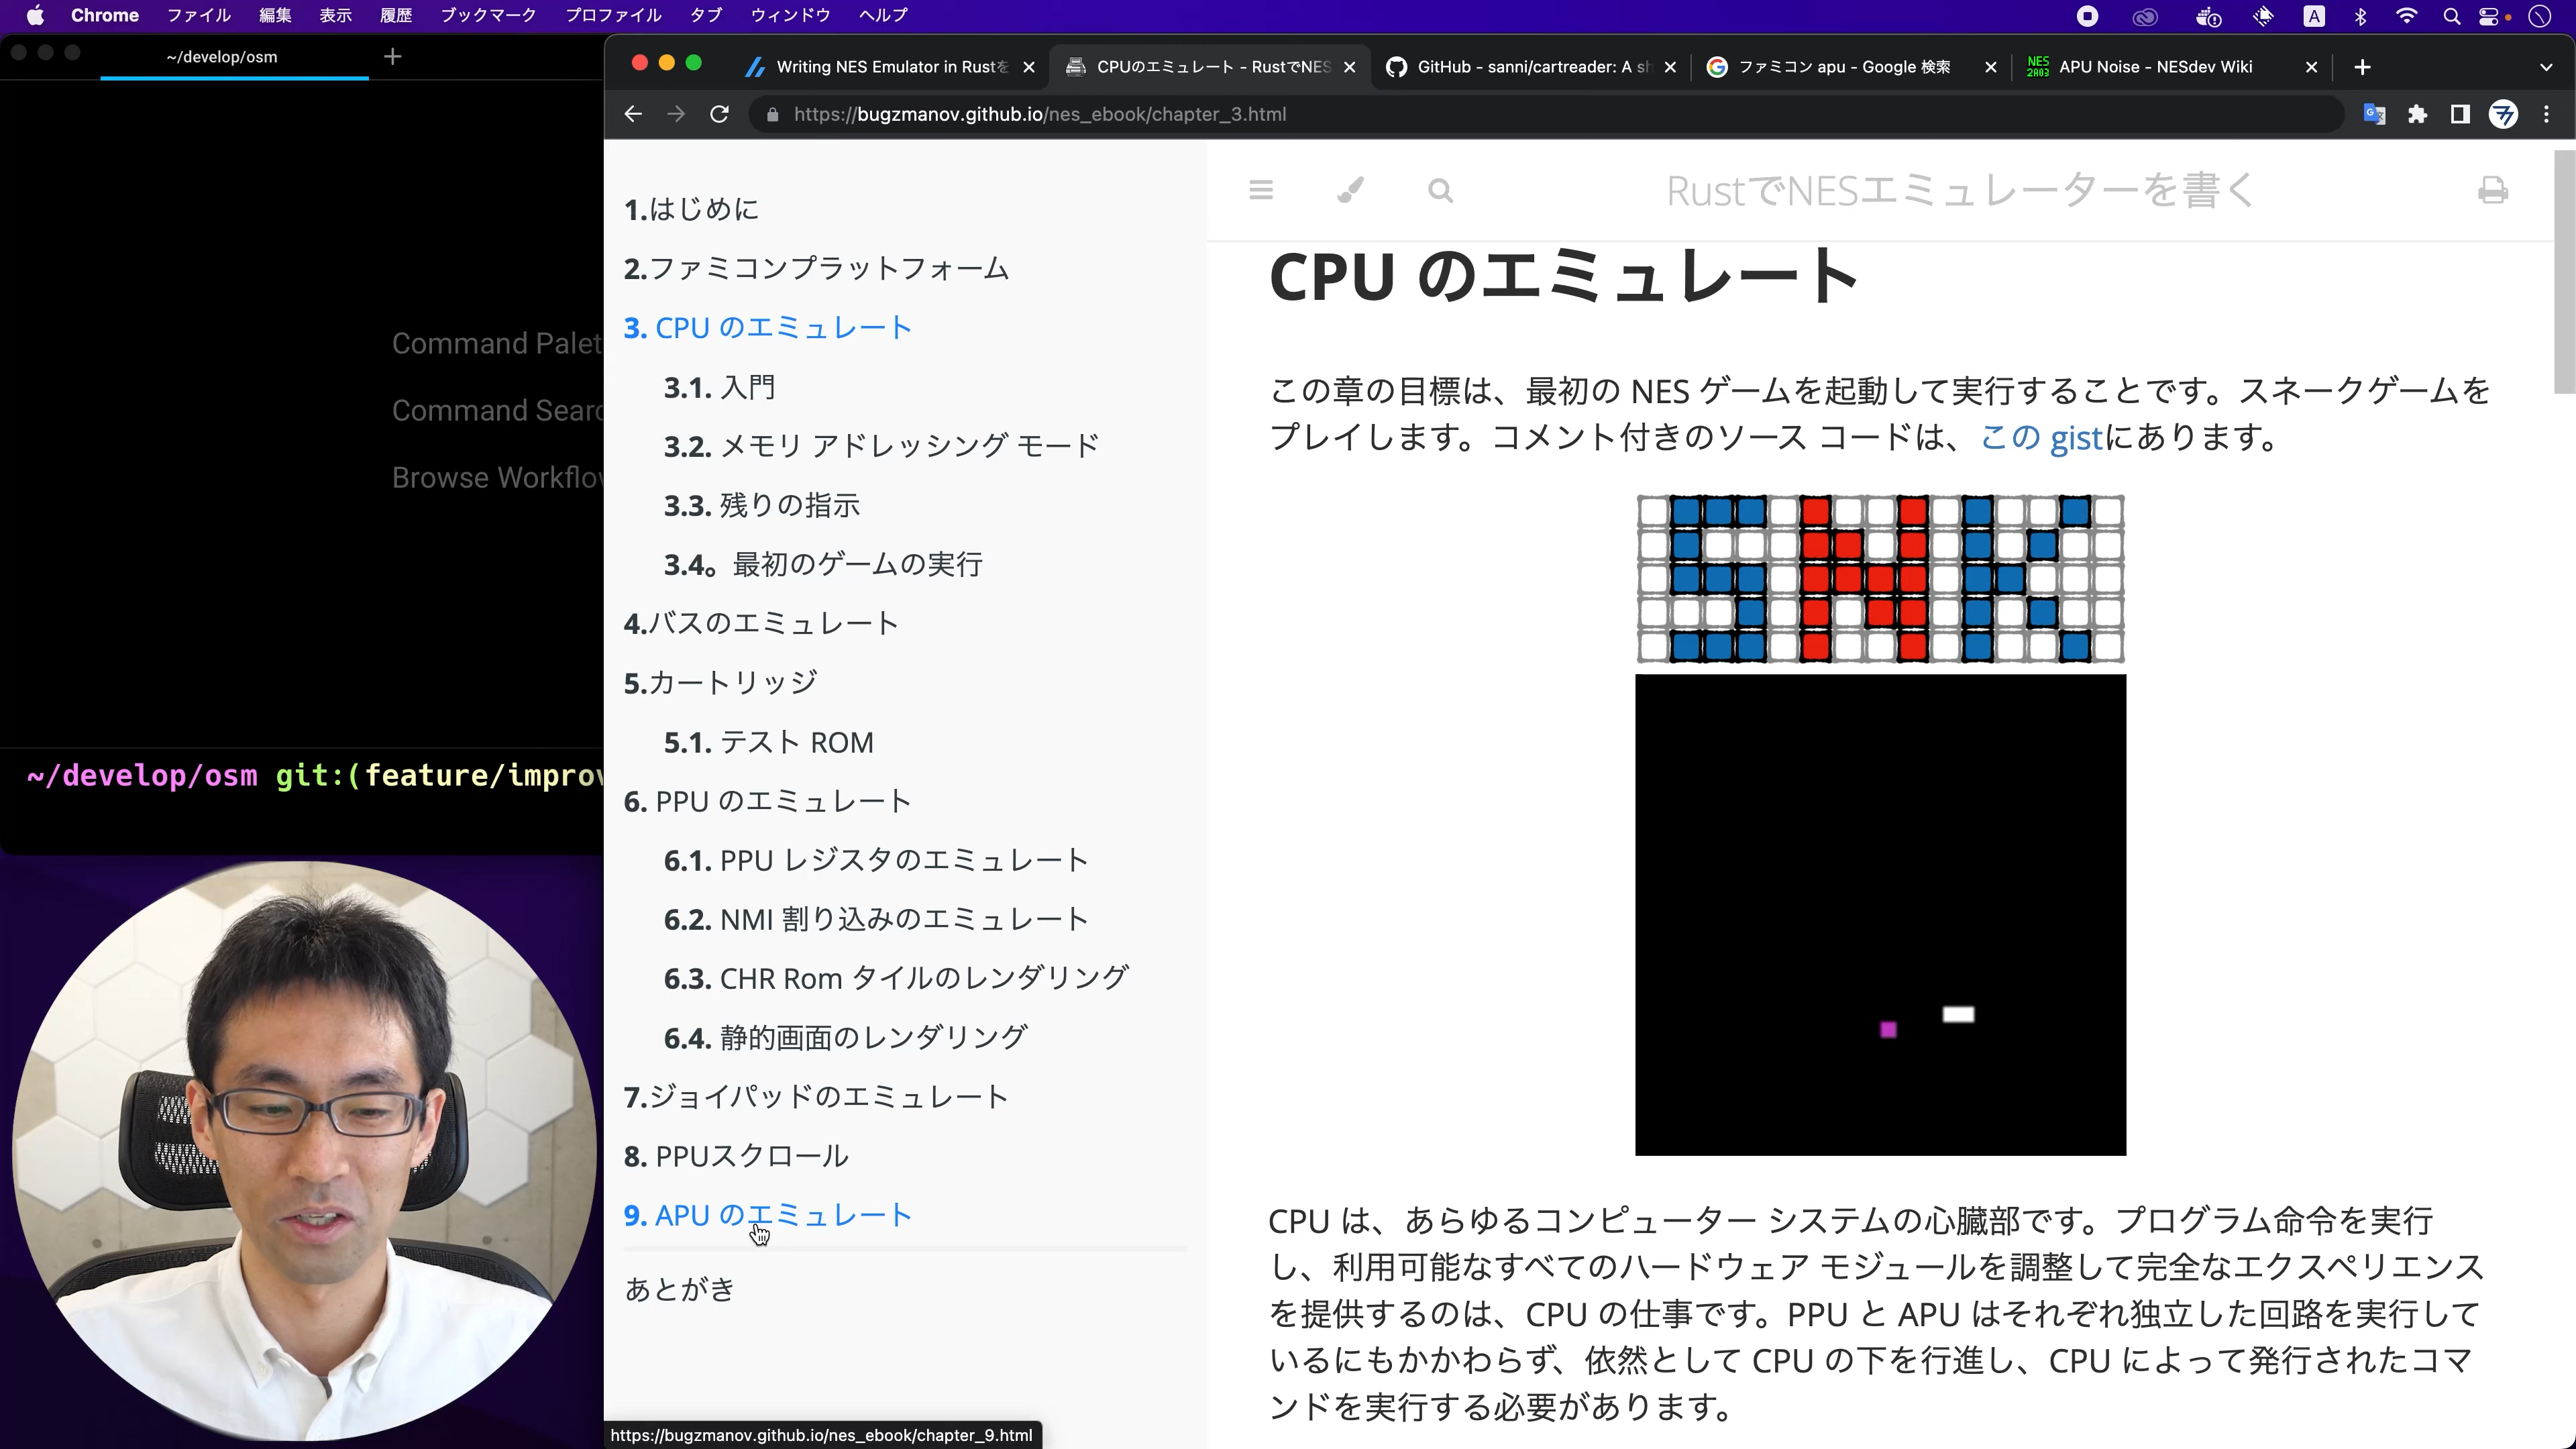 Chrome ファイル 編集 表示 履歴 ブックマーク プロファイル タブ ウィンドウ ヘルプ
A
~/develop/osm
Writing NES Emulator in Rustを
CPUのエミュレート - RustでNES
GitHub - sanni/cartreader: A sh
ファミコン apu - Google 検索
NES 2A03
APU Noise - NESdev Wiki
https://bugzmanov.github.io/nes_ebook/chapter_3.html
Command Palet
Command Searc
Browse Workflow
~/develop/osm git:(feature/improv
1.はじめに
2.ファミコンプラットフォーム
3. CPU のエミュレート
3.1. 入門
3.2. メモリ アドレッシング モード
3.3. 残りの指示
3.4。最初のゲームの実行
4.バスのエミュレート
5.カートリッジ
5.1. テスト ROM
6. PPU のエミュレート
6.1. PPU レジスタのエミュレート
6.2. NMI 割り込みのエミュレート
6.3. CHR Rom タイルのレンダリング
6.4. 静的画面のレンダリング
7.ジョイパッドのエミュレート
8. PPUスクロール
9. APU のエミュレート
あとがき
https://bugzmanov.github.io/nes_ebook/chapter_9.html
RustでNESエミュレーターを書く
CPU のエミュレート
この章の目標は、最初の NES ゲームを起動して実行することです。スネークゲームを
プレイします。コメント付きのソース コードは、この gistにあります。
SNK
CPU は、あらゆるコンピューター システムの心臓部です。プログラム命令を実行
し、利用可能なすべてのハードウェア モジュールを調整して完全なエクスペリエンス
を提供するのは、CPU の仕事です。PPU と APU はそれぞれ独立した回路を実行して
いるにもかかわらず、依然として CPU の下を行進し、CPU によって発行されたコマ
ンドを実行する必要があります。